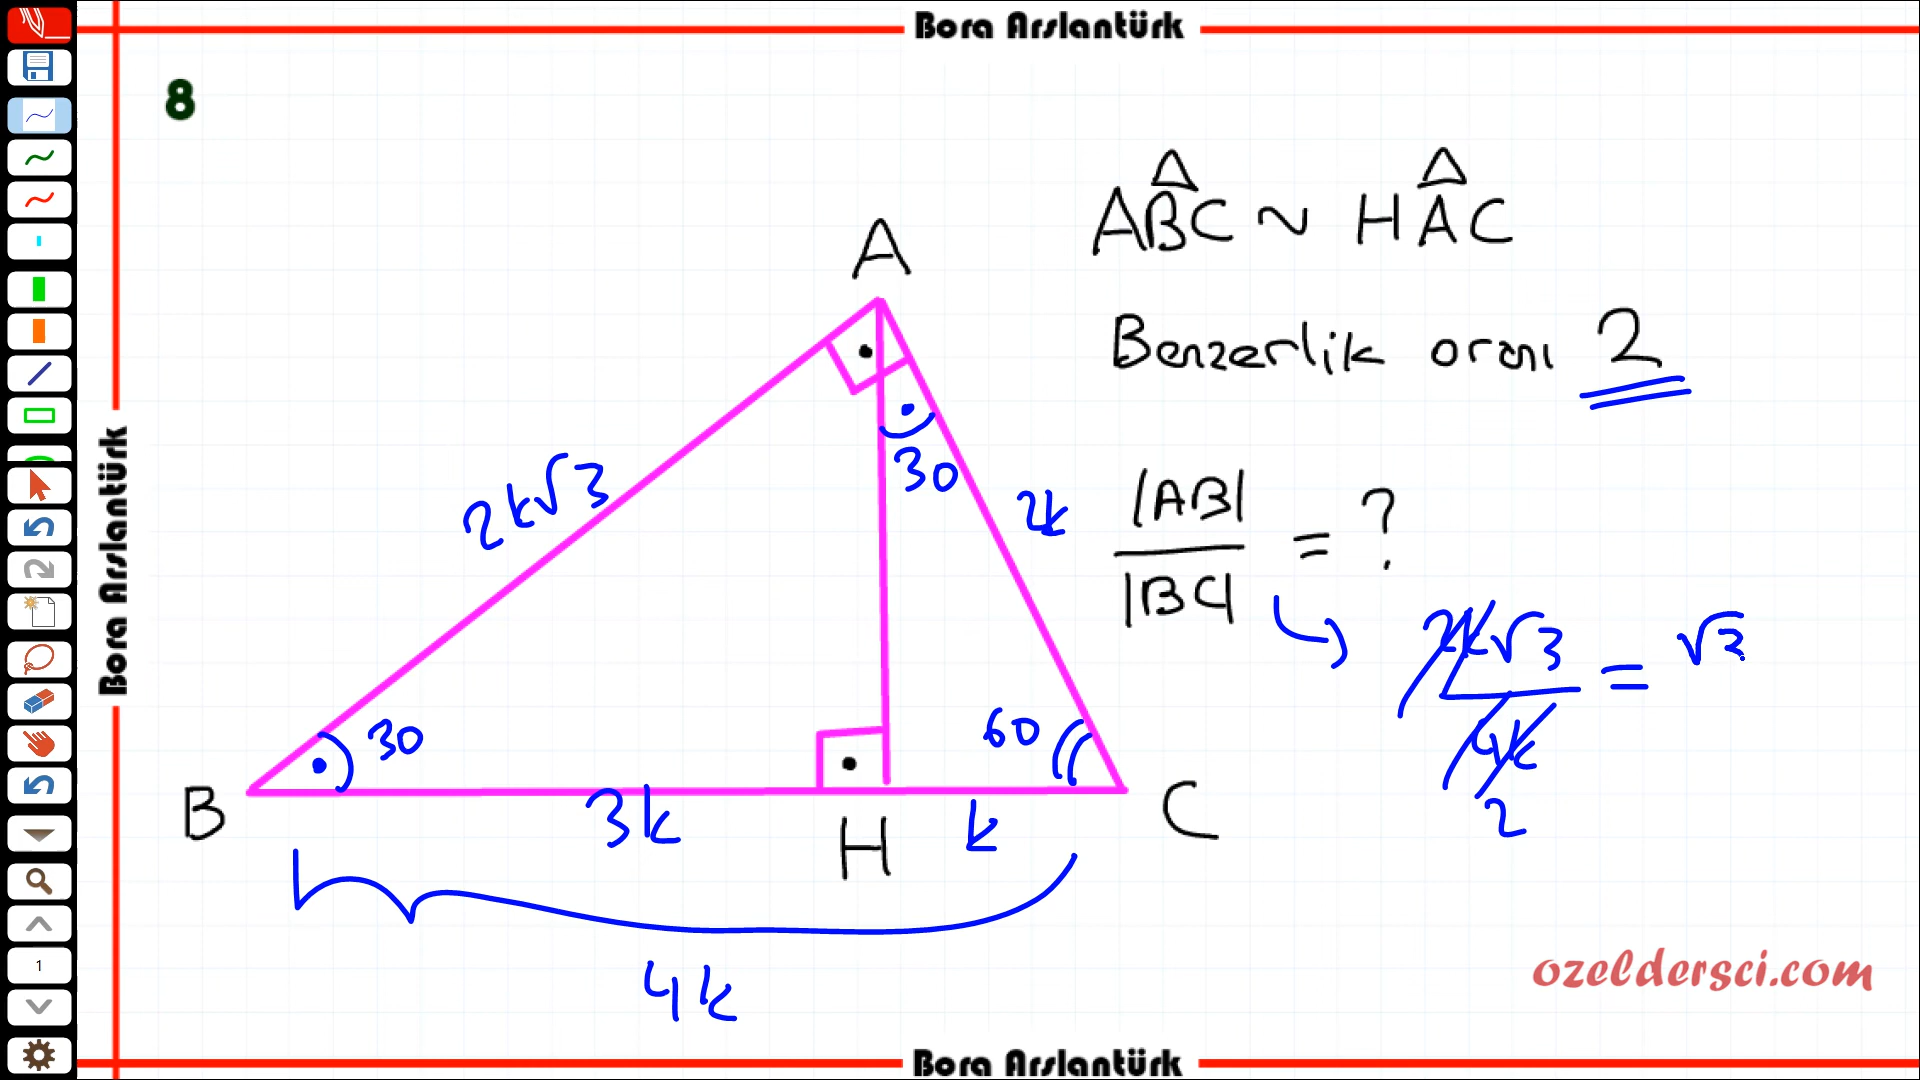 Bora Arslantürk
8
ABC ~ HAC
A
Benzerlik oranı 2
30
2k√3
2k
|AB|
|BC|
= ?
2k√3
4k
2
= √3
30
60
B
3k
H
k
C
4k
Bora Arslantürk
ozeldersci.com
1
Bora Arslantürk